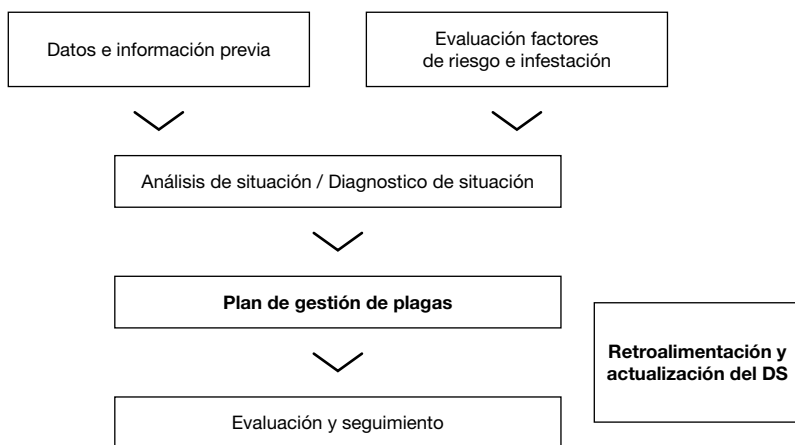 Datos e información previa
Evaluación factores
de riesgo e infestación
Análisis de situación / Diagnostico de situación
Plan de gestión de plagas
Retroalimentación y
actualización del DS
Evaluación y seguimiento